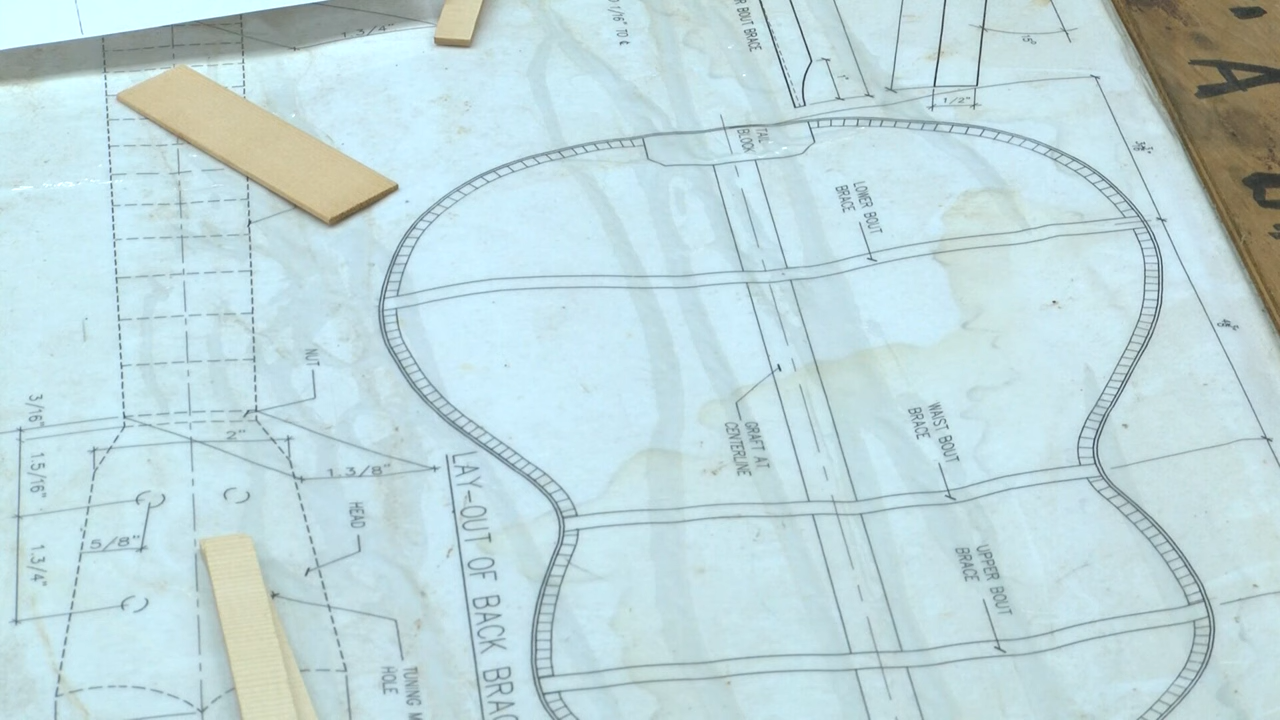 1 3/4"
1/16" TO ℄
R BOUT BRACE
1"
15°
1/2"
A
TAIL
BLOCK
LOWER BOUT
BRACE
NUT
3/16"
2"
1 3/8"
GRAFT AT
CENTERLINE
WAIST BOUT
BRACE
1.5/16"
HEAD
5/8"
1.3/4"
UPPER BOUT
BRACE
LAY-OUT OF BACK BRAC
TUNING M
HOLE